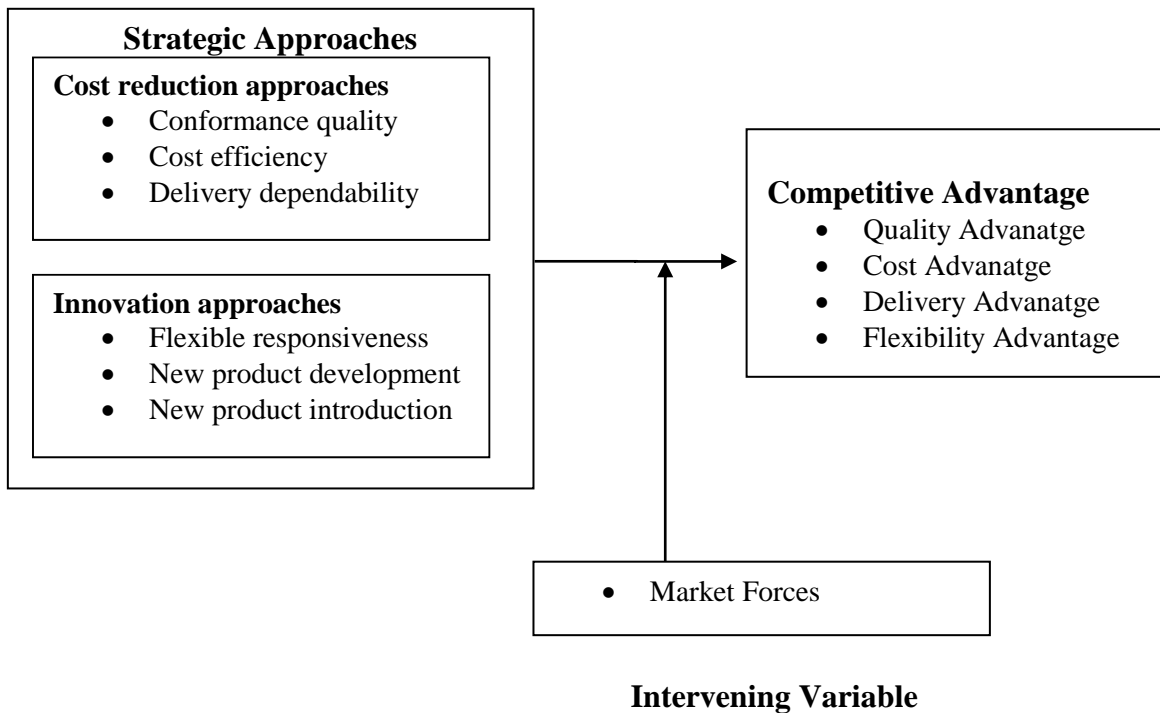 Strategic Approaches
Cost reduction approaches
• Conformance quality
• Cost efficiency
• Delivery dependability
Innovation approaches
• Flexible responsiveness
• New product development
• New product introduction
Competitive Advantage
• Quality Advanatge
• Cost Advanatge
• Delivery Advanatge
• Flexibility Advantage
• Market Forces
Intervening Variable